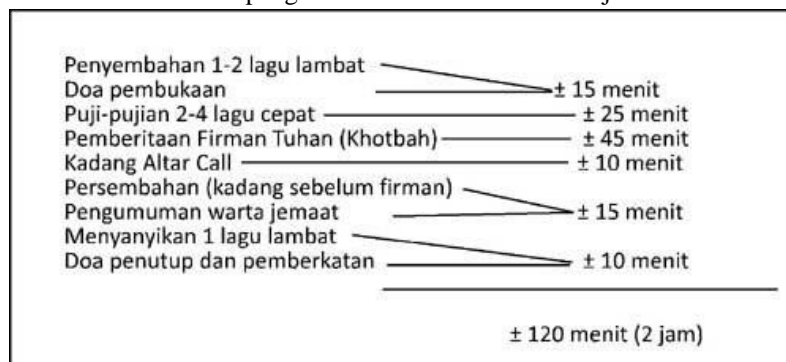 Penyembahan 1-2 lagu lambat
Doa pembukaan ± 15 menit
Puji-pujian 2-4 lagu cepat ± 25 menit
Pemberitaan Firman Tuhan (Khotbah) ± 45 menit
Kadang Altar Call ± 10 menit
Persembahan (kadang sebelum firman)
Pengumuman warta jemaat ± 15 menit
Menyanyikan 1 lagu lambat
Doa penutup dan pemberkatan ± 10 menit
± 120 menit (2 jam)